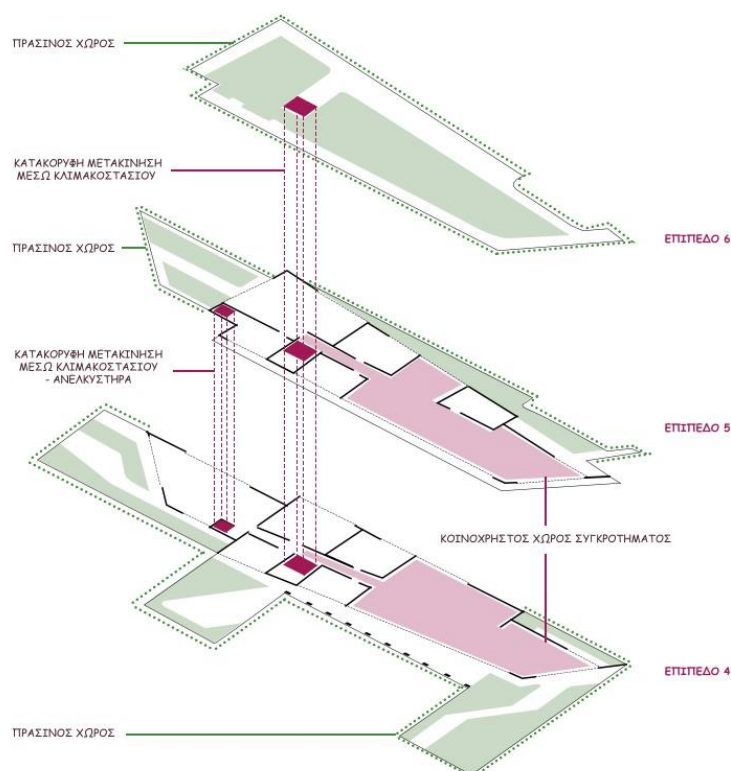 ΠΡΑΣΙΝΟΣ ΧΩΡΟΣ
ΚΑΤΑΚΟΡΥΦΗ ΜΕΤΑΚΙΝΗΣΗ
ΜΕΣΩ ΚΛΙΜΑΚΟΣΤΑΣΙΟΥ
ΕΠΙΠΕΔΟ 6
ΠΡΑΣΙΝΟΣ ΧΩΡΟΣ
ΚΑΤΑΚΟΡΥΦΗ ΜΕΤΑΚΙΝΗΣΗ
ΜΕΣΩ ΚΛΙΜΑΚΟΣΤΑΣΙΟΥ
- ΑΝΕΛΚΥΣΤΗΡΑ
ΕΠΙΠΕΔΟ 5
ΚΟΙΝΟΧΡΗΣΤΟΣ ΧΩΡΟΣ ΣΥΓΚΡΟΤΗΜΑΤΟΣ
ΕΠΙΠΕΔΟ 4
ΠΡΑΣΙΝΟΣ ΧΩΡΟΣ